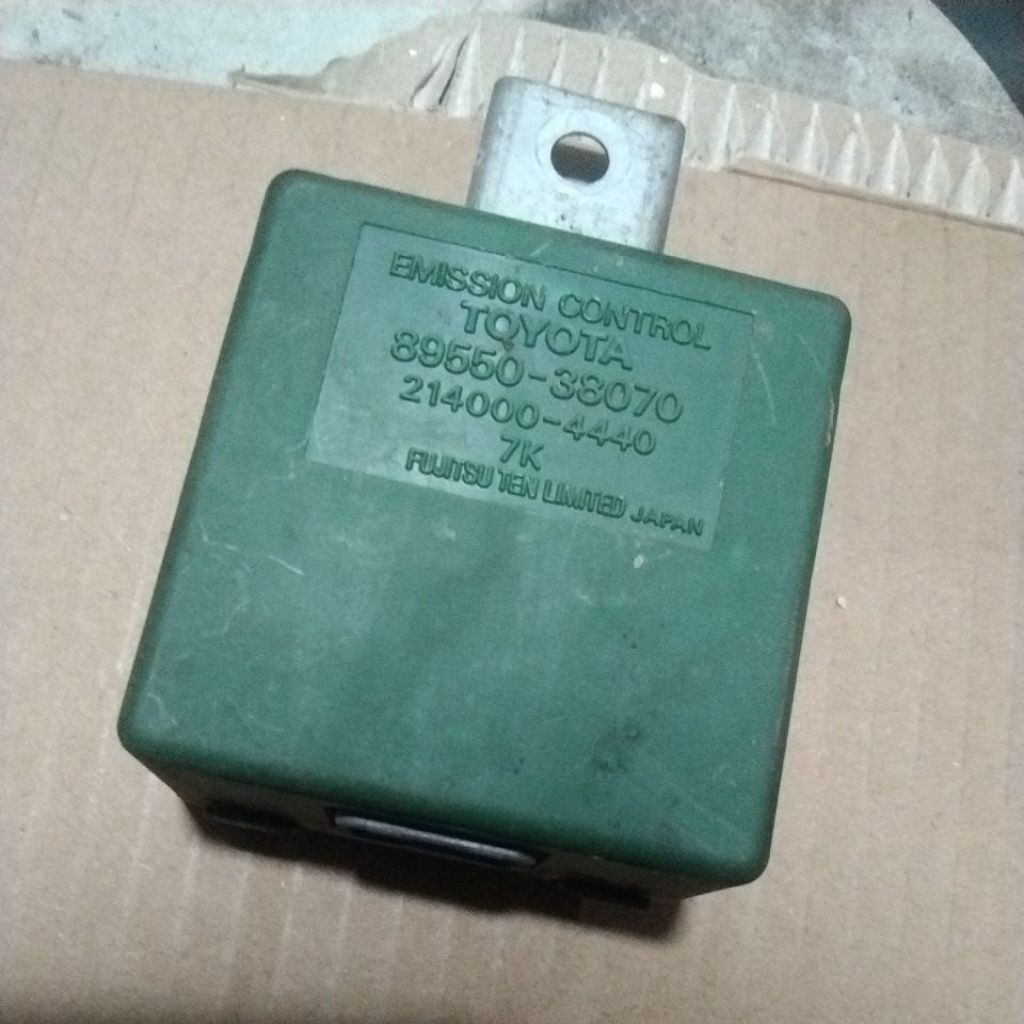 EMISSION CONTROL
TOYOTA
89550-38070
214000-4440
7K
FUJITSU TEN LIMITED JAPAN